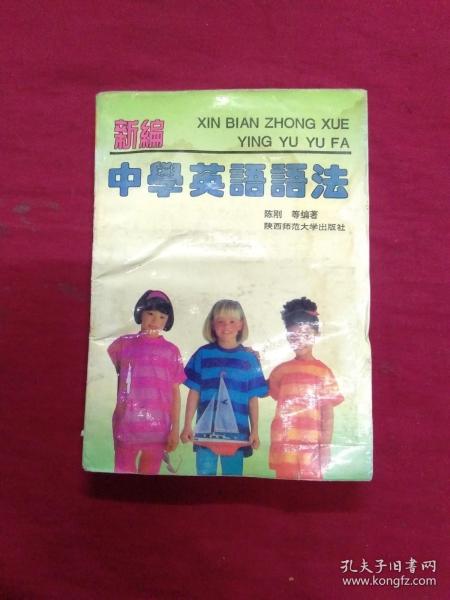 新編
XIN BIAN ZHONG XUE
YING YU YU FA
中學英語語法
陈刚 等编著
陕西师范大学出版社
孔夫子旧书网
www.kongfz.com